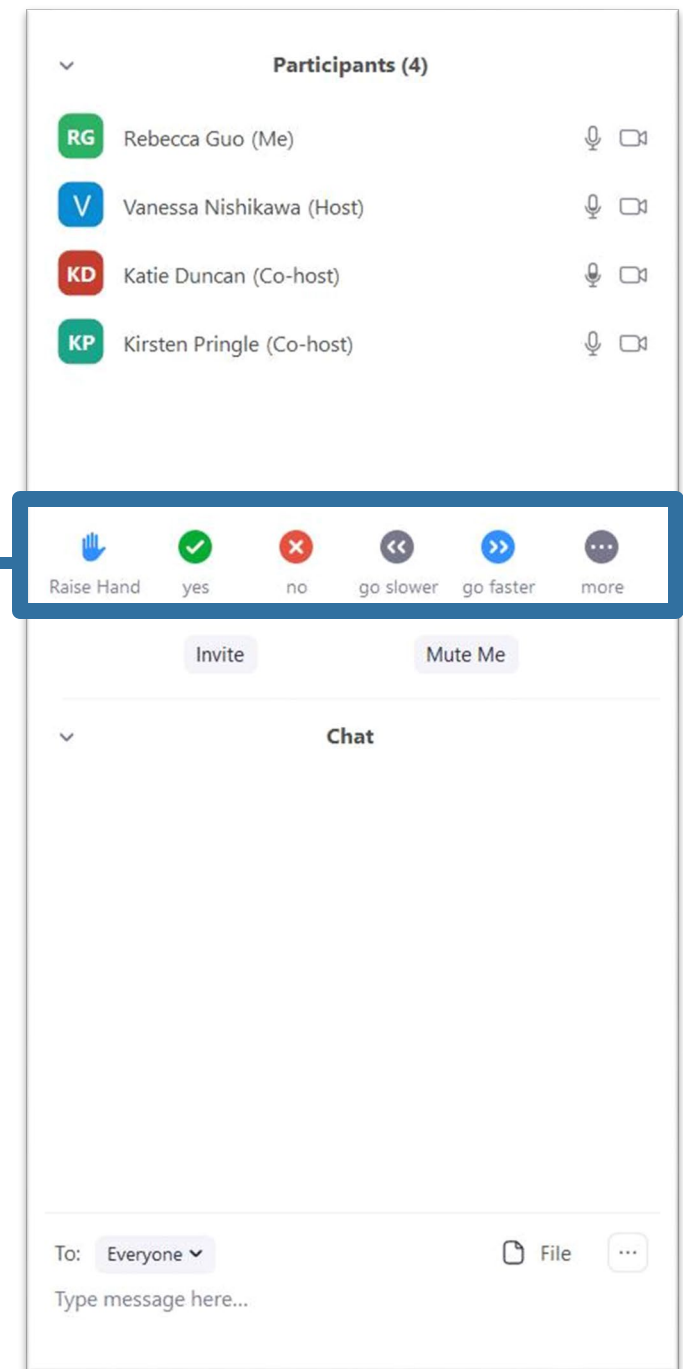 Participants (4)
RG Rebecca Guo (Me)
V Vanessa Nishikawa (Host)
KD Katie Duncan (Co-host)
KP Kirsten Pringle (Co-host)
Raise Hand yes no go slower go faster more
Invite Mute Me
Chat
To: Everyone File ...
Type message here...